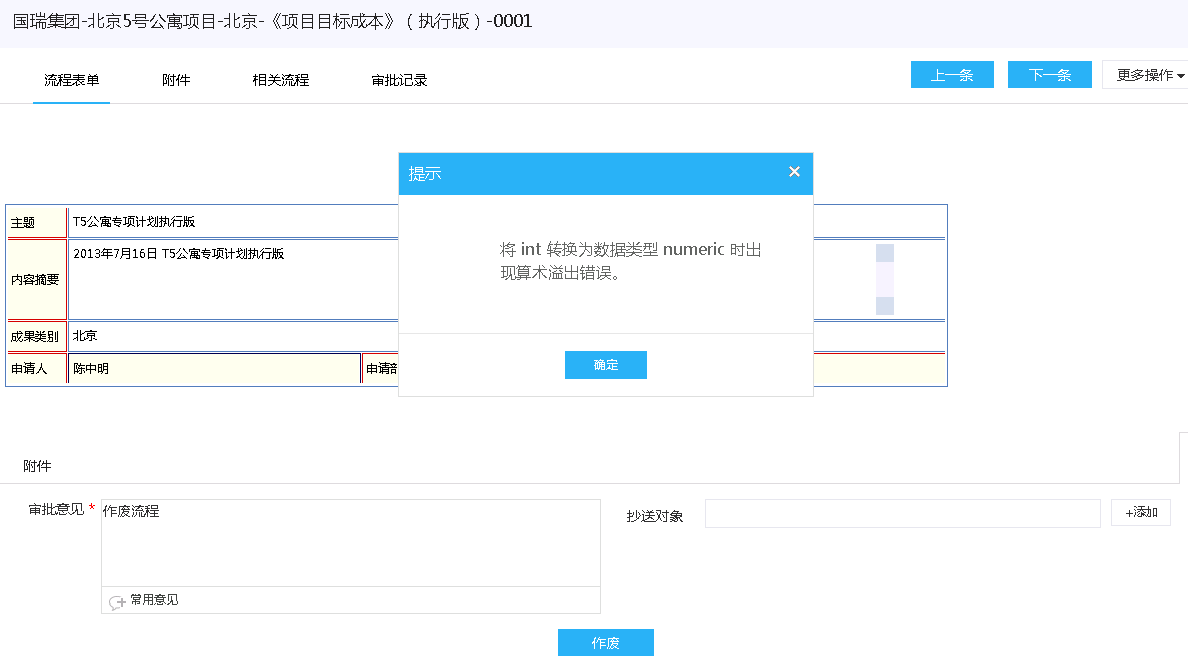 国瑞集团-北京5号公寓项目-北京-《项目目标成本》（执行版）-0001
流程表单 附件 相关流程 审批记录 上一条 下一条 更多操作
提示
主题 T5公寓专项计划执行版
内容摘要 2013年7月16日 T5公寓专项计划执行版
将 int 转换为数据类型 numeric 时出
现算术溢出错误。
成果类别 北京
申请人 陈中明 申请部
确定
附件
审批意见 * 作废流程
抄送对象 +添加
常用意见
作废